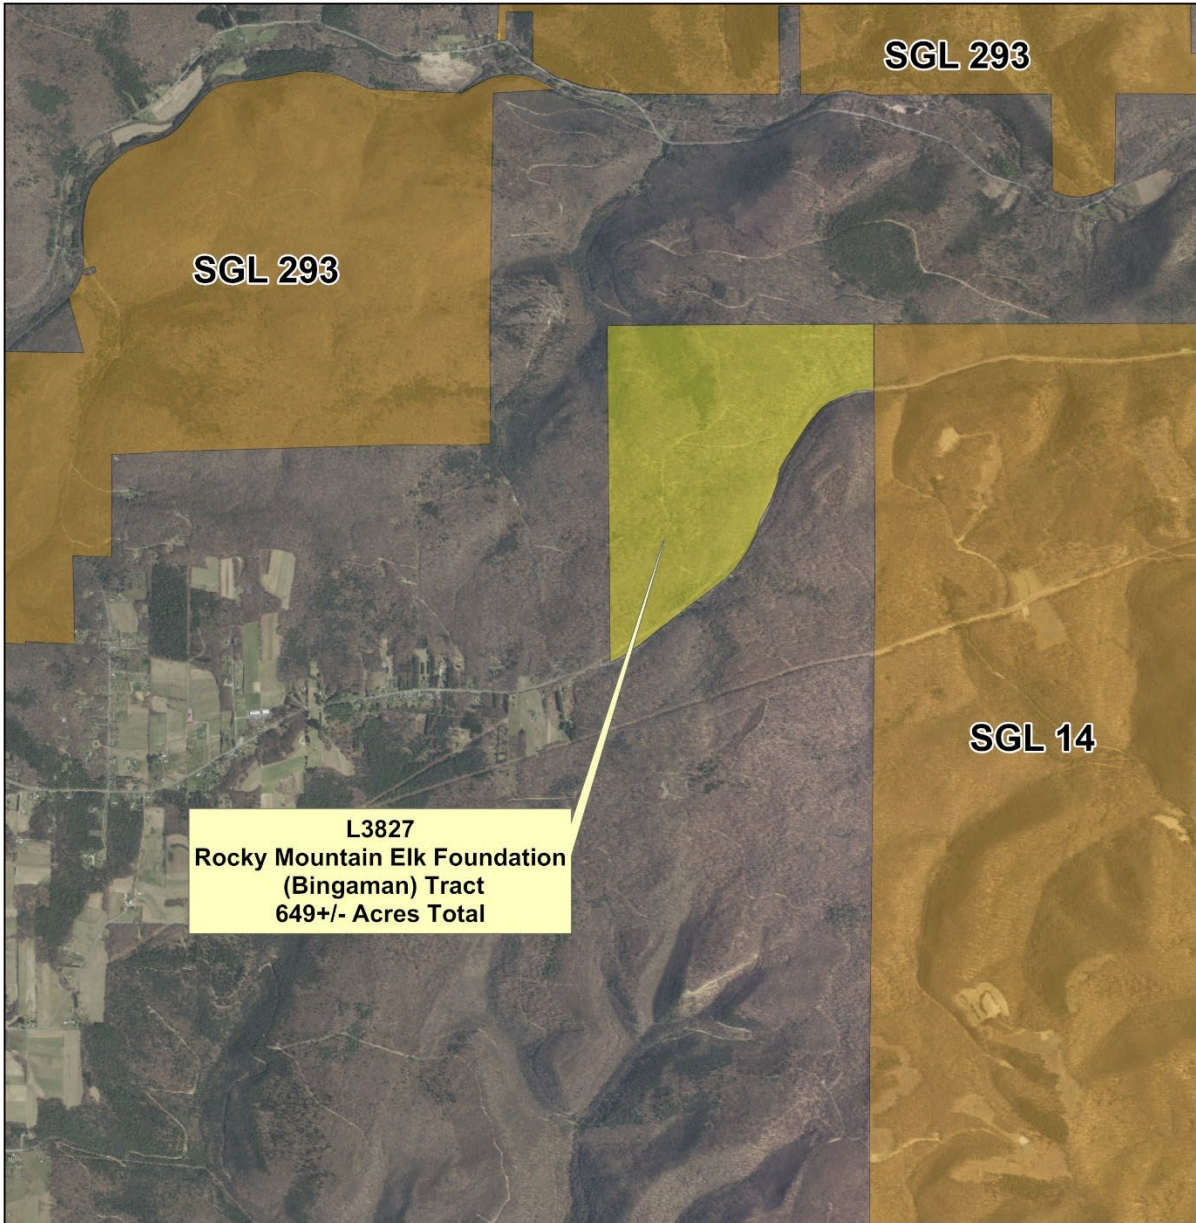 SGL 293
SGL 293
SGL 14
L3827
Rocky Mountain Elk Foundation
(Bingaman) Tract
649+/- Acres Total